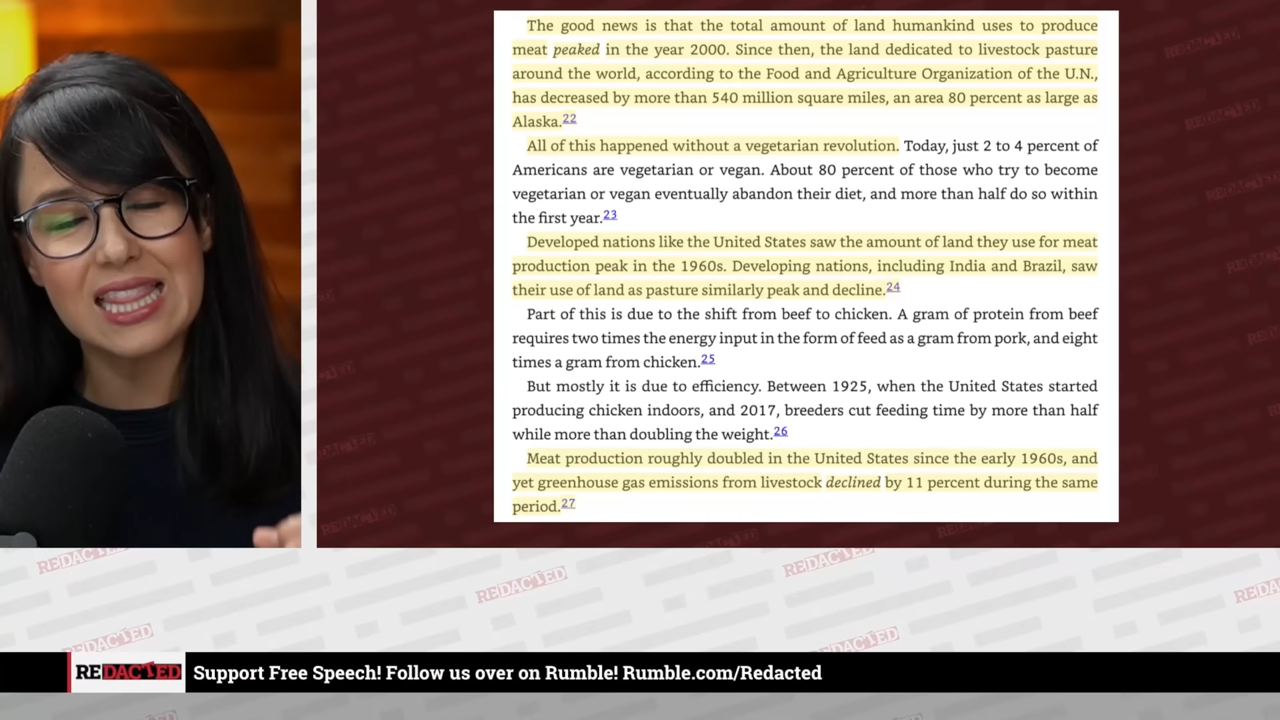 The good news is that the total amount of land humankind uses to produce
meat peaked in the year 2000. Since then, the land dedicated to livestock pasture
around the world, according to the Food and Agriculture Organization of the U.N.,
has decreased by more than 540 million square miles, an area 80 percent as large as
Alaska.22
All of this happened without a vegetarian revolution. Today, just 2 to 4 percent of
Americans are vegetarian or vegan. About 80 percent of those who try to become
vegetarian or vegan eventually abandon their diet, and more than half do so within
the first year.23
Developed nations like the United States saw the amount of land they use for meat
production peak in the 1960s. Developing nations, including India and Brazil, saw
their use of land as pasture similarly peak and decline.24
Part of this is due to the shift from beef to chicken. A gram of protein from beef
requires two times the energy input in the form of feed as a gram from pork, and eight
times a gram from chicken.25
But mostly it is due to efficiency. Between 1925, when the United States started
producing chicken indoors, and 2017, breeders cut feeding time by more than half
while more than doubling the weight.26
Meat production roughly doubled in the United States since the early 1960s, and
yet greenhouse gas emissions from livestock declined by 11 percent during the same
period.27
REDACTED
REDACTED
REDACTED
REDACTED
REDACTED Support Free Speech! Follow us over on Rumble! Rumble.com/Redacted